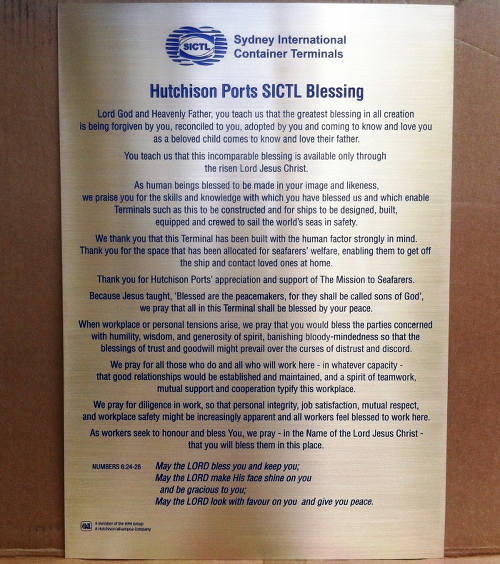 SICTL
Sydney International
Container Terminals
Hutchison Ports SICTL Blessing
Lord God and Heavenly Father, you teach us that the greatest blessing in all creation
is being forgiven by you, reconciled to you, adopted by you and coming to know and love you
as a beloved child comes to know and love their father.
You teach us that this incomparable blessing is available only through
the risen Lord Jesus Christ.
As human beings blessed to be made in your image and likeness,
we praise you for the skills and knowledge with which you have blessed us and which enable
Terminals such as this to be constructed and for ships to be designed, built,
equipped and crewed to sail the world's seas in safety.
We thank you that this Terminal has been built with the human factor strongly in mind.
Thank you for the space that has been allocated for seafarers' welfare, enabling them to get off
the ship and contact loved ones at home.
Thank you for Hutchison Ports' appreciation and support of The Mission to Seafarers.
Because Jesus taught, 'Blessed are the peacemakers, for they shall be called sons of God',
we pray that all in this Terminal shall be blessed by your peace.
When workplace or personal tensions arise, we pray that you would bless the parties concerned
with humility, wisdom, and generosity of spirit, banishing bloody-mindedness so that the
blessings of trust and goodwill might prevail over the curses of distrust and discord.
We pray for all those who do and all who will work here - in whatever capacity -
that good relationships would be established and maintained, and a spirit of teamwork,
mutual support and cooperation typify this workplace.
We pray for diligence in work, so that personal integrity, job satisfaction, mutual respect,
and workplace safety might be increasingly apparent and all workers feel blessed to work here.
As workers seek to honour and bless You, we pray - in the Name of the Lord Jesus Christ -
that you will bless them in this place.
NUMBERS 6:24-26 May the LORD bless you and keep you;
May the LORD make His face shine on you
and be gracious to you;
May the LORD look with favour on you and give you peace.
A member of the HPH Group
A Hutchison Whampoa Company